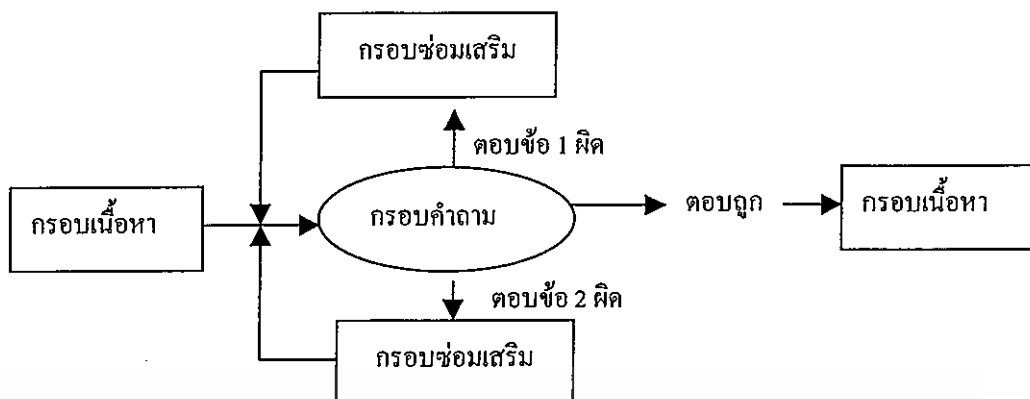 กรอบซ่อมเสริม
ตอบข้อ 1 ผิด
กรอบเนื้อหา
กรอบคำถาม
ตอบถูก
กรอบเนื้อหา
ตอบข้อ 2 ผิด
กรอบซ่อมเสริม